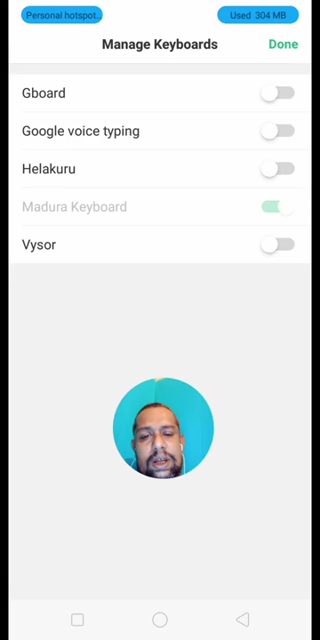 Personal hotspot..
Used 304 MB
Manage Keyboards
Done
Gboard
Google voice typing
Helakuru
Madura Keyboard
Vysor